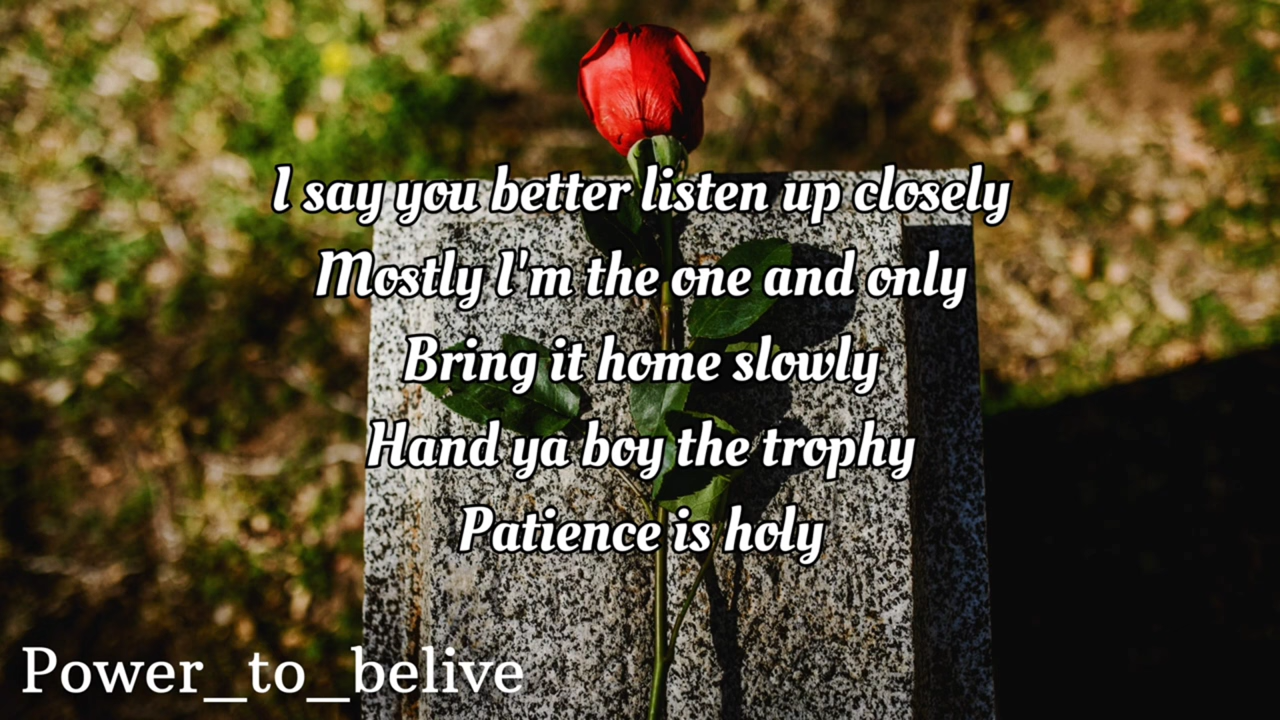 I say you better listen up closely
Mostly I'm the one and only
Bring it home slowly
Hand ya boy the trophy
Patience is holy
Power_to_belive